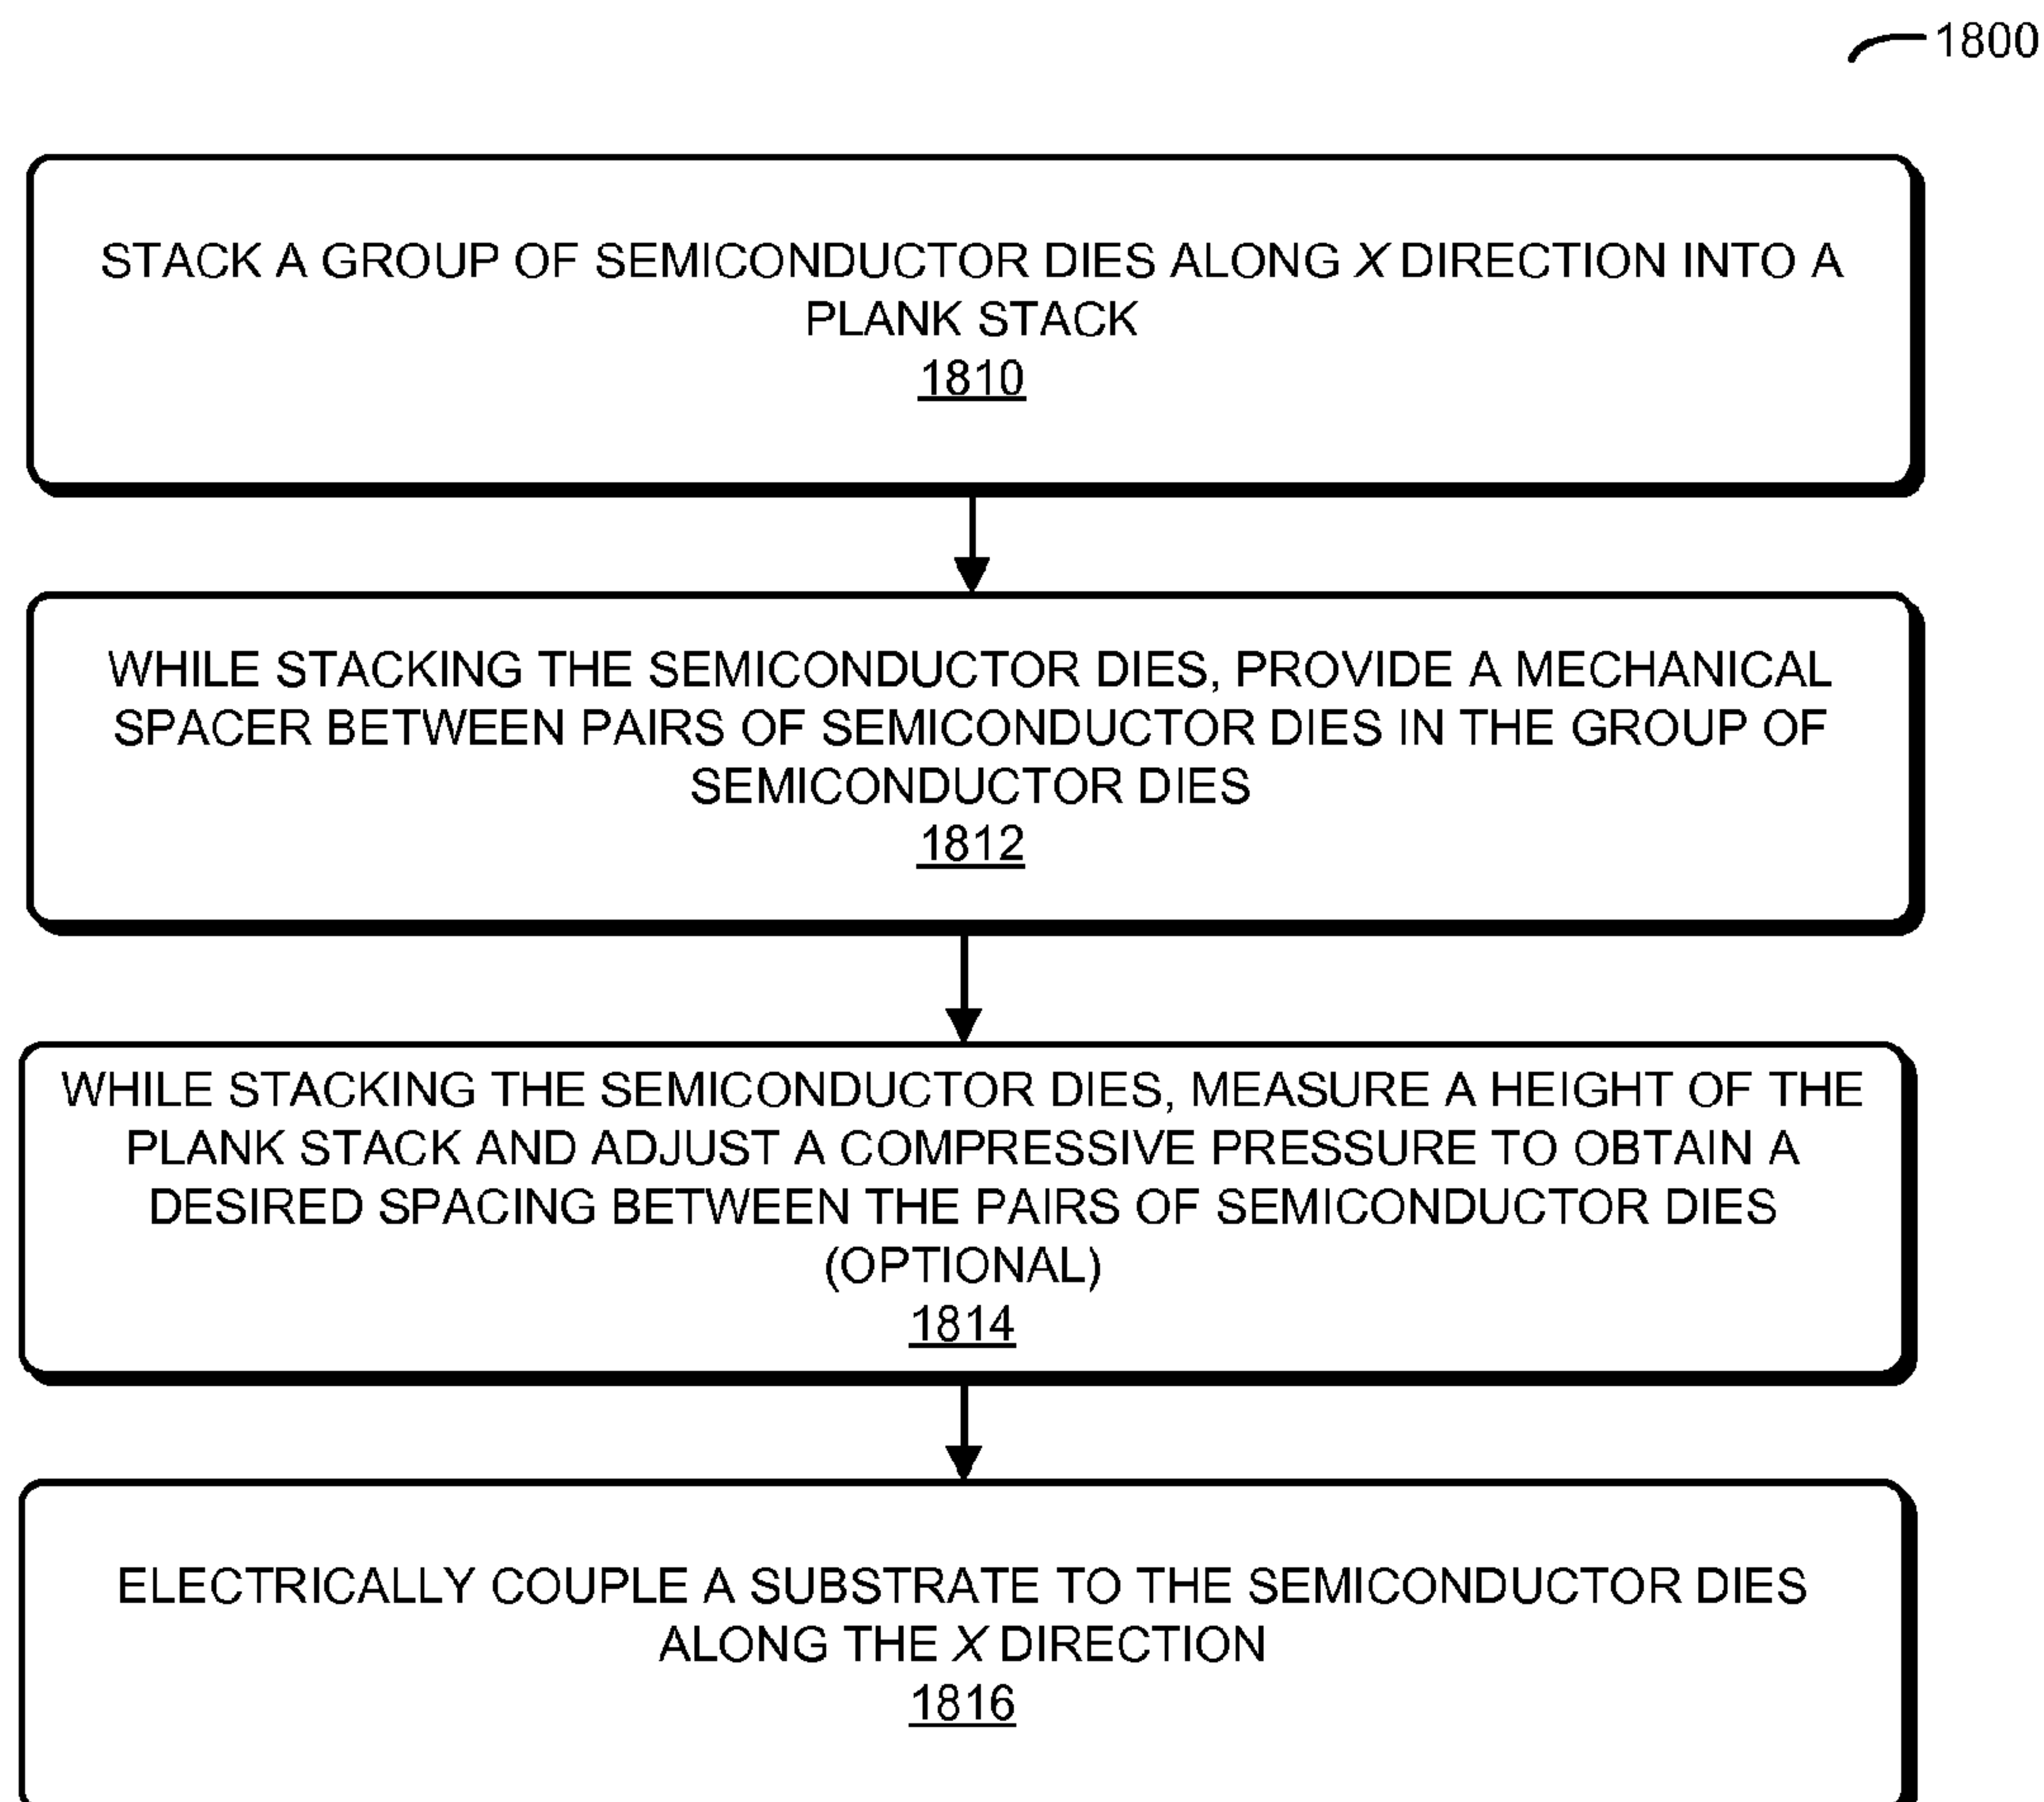 1800
STACK A GROUP OF SEMICONDUCTOR DIES ALONG X DIRECTION INTO A
PLANK STACK
1810
WHILE STACKING THE SEMICONDUCTOR DIES, PROVIDE A MECHANICAL
SPACER BETWEEN PAIRS OF SEMICONDUCTOR DIES IN THE GROUP OF
SEMICONDUCTOR DIES
1812
WHILE STACKING THE SEMICONDUCTOR DIES, MEASURE A HEIGHT OF THE
PLANK STACK AND ADJUST A COMPRESSIVE PRESSURE TO OBTAIN A
DESIRED SPACING BETWEEN THE PAIRS OF SEMICONDUCTOR DIES
(OPTIONAL)
1814
ELECTRICALLY COUPLE A SUBSTRATE TO THE SEMICONDUCTOR DIES
ALONG THE X DIRECTION
1816